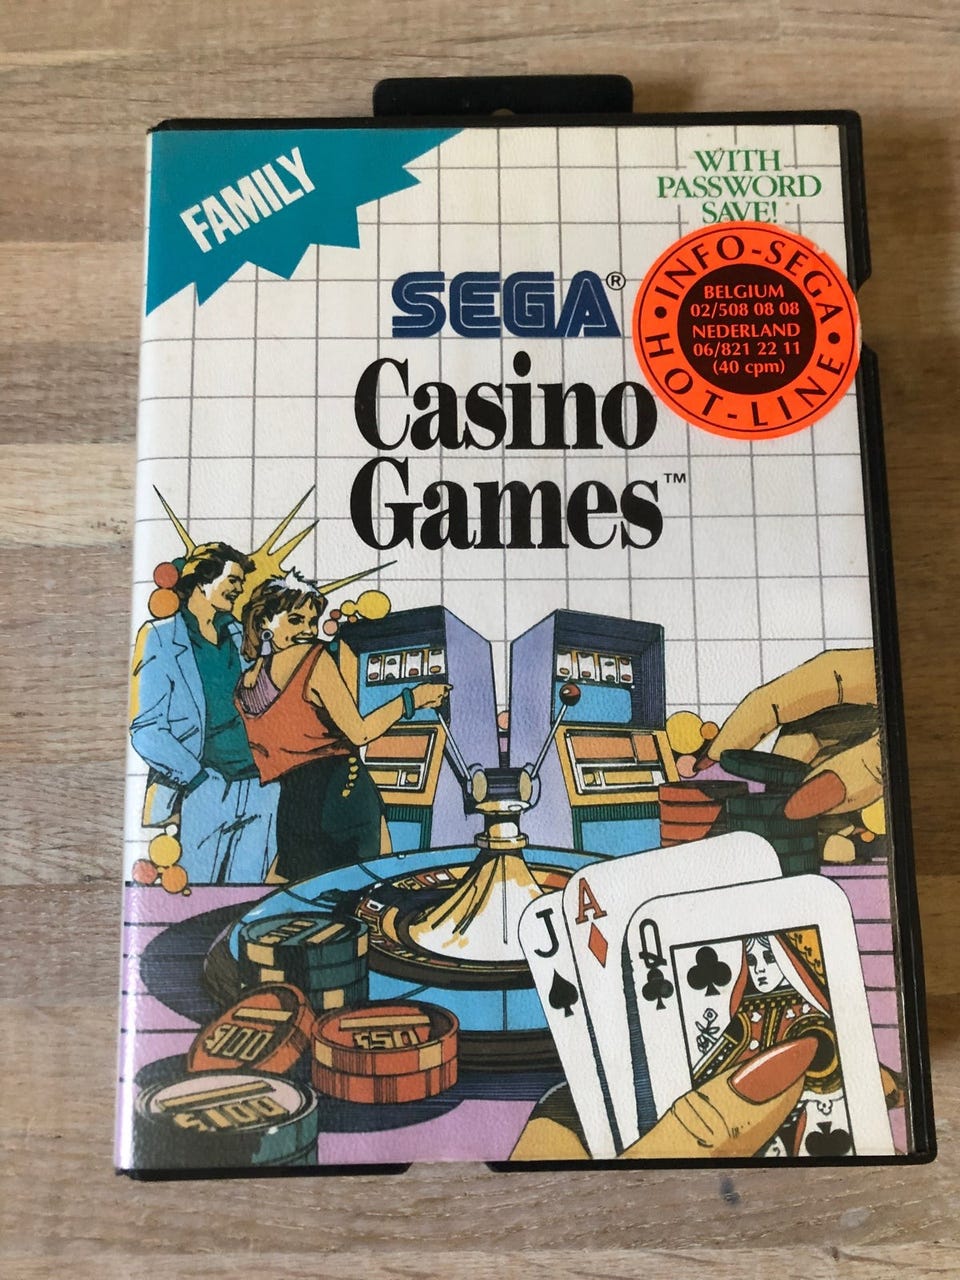 FAMILY
WITH
PASSWORD
SAVE!
SEGA®
Casino
Games™
• INFO-SEGA •
BELGIUM
02/508 08 08
NEDERLAND
06/821 22 11
(40 cpm)
HOT-LINE
J
A
Q
$100
$50
$100